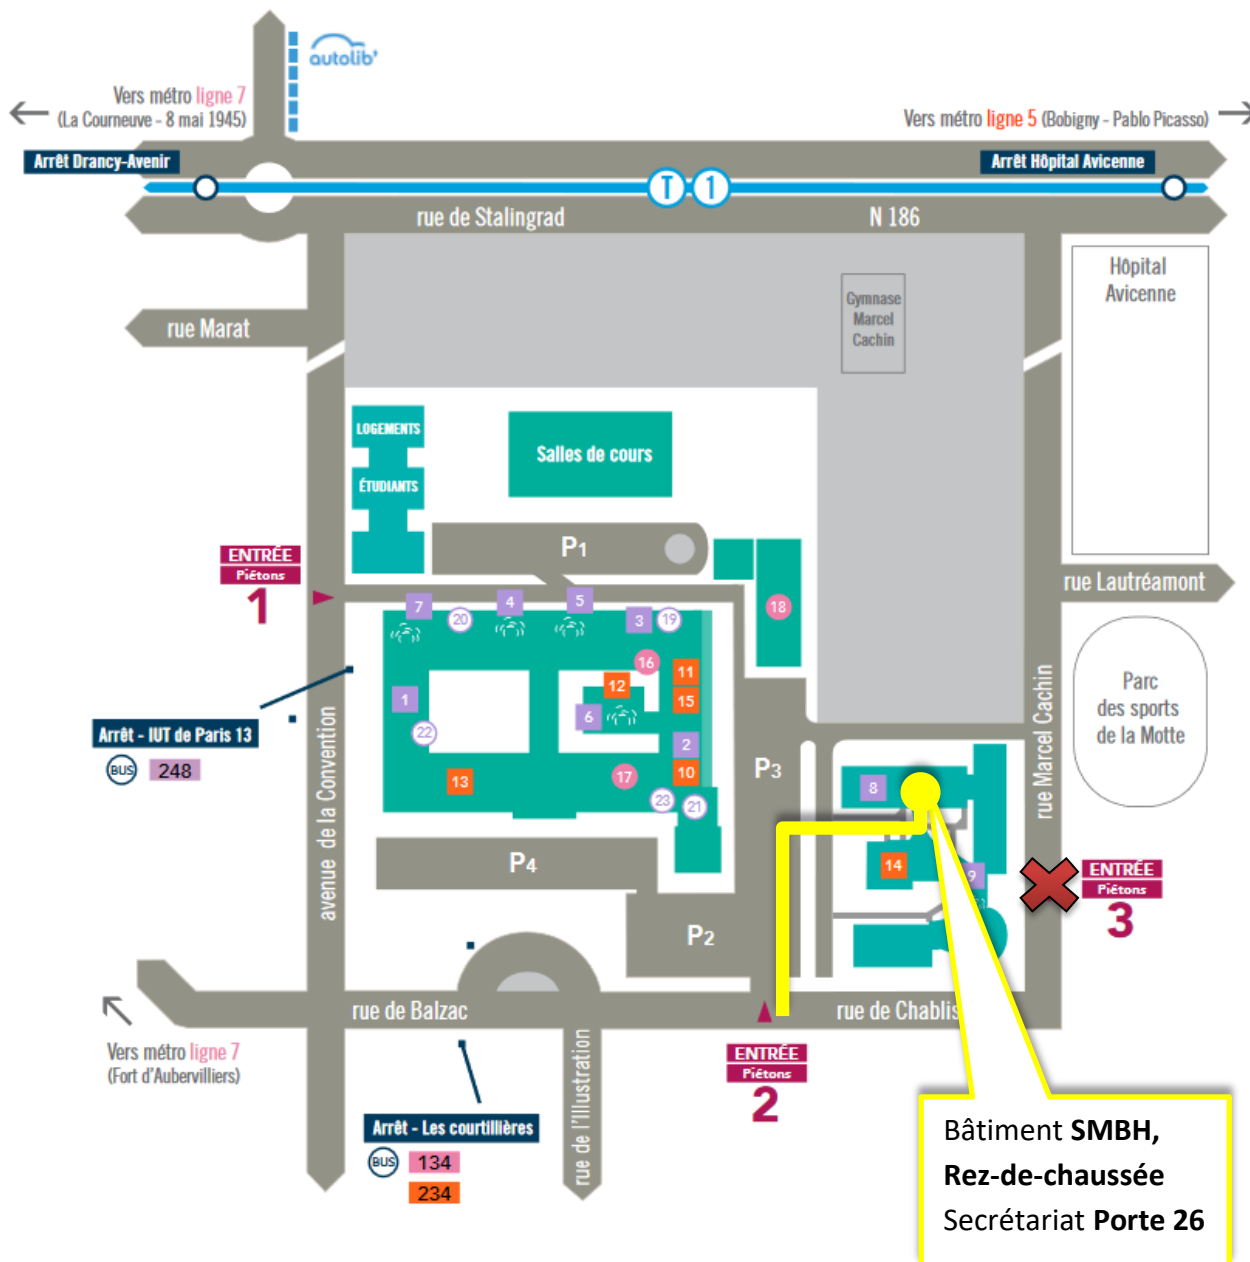 autolib'
Vers métro ligne 7
(La Courneuve - 8 mai 1945)
Vers métro ligne 5 (Bobigny - Pablo Picasso)
Arrêt Drancy-Avenir
Arrêt Hôpital Avicenne
T 1
rue de Stalingrad
N 186
Hôpital
Avicenne
Gymnase
Marcel
Cachin
rue Marat
LOGEMENTS
ÉTUDIANTS
Salles de cours
P1
ENTRÉE
Piétons
1
rue Lautréamont
7
20
4
5
3
19
18
16
11
12
15
1
6
22
2
13
17
10
23
21
P3
8
Parc
des sports
de la Motte
rue Marcel Cachin
Arrêt - IUT de Paris 13
BUS 248
avenue de la Convention
P4
14
9
ENTRÉE
Piétons
3
P2
rue de Balzac
rue de Chablis
Vers métro ligne 7
(Fort d'Aubervilliers)
ENTRÉE
Piétons
2
rue de l'Illustration
Arrêt - Les courtillières
BUS 134
234
Bâtiment SMBH,
Rez-de-chaussée
Secrétariat Porte 26